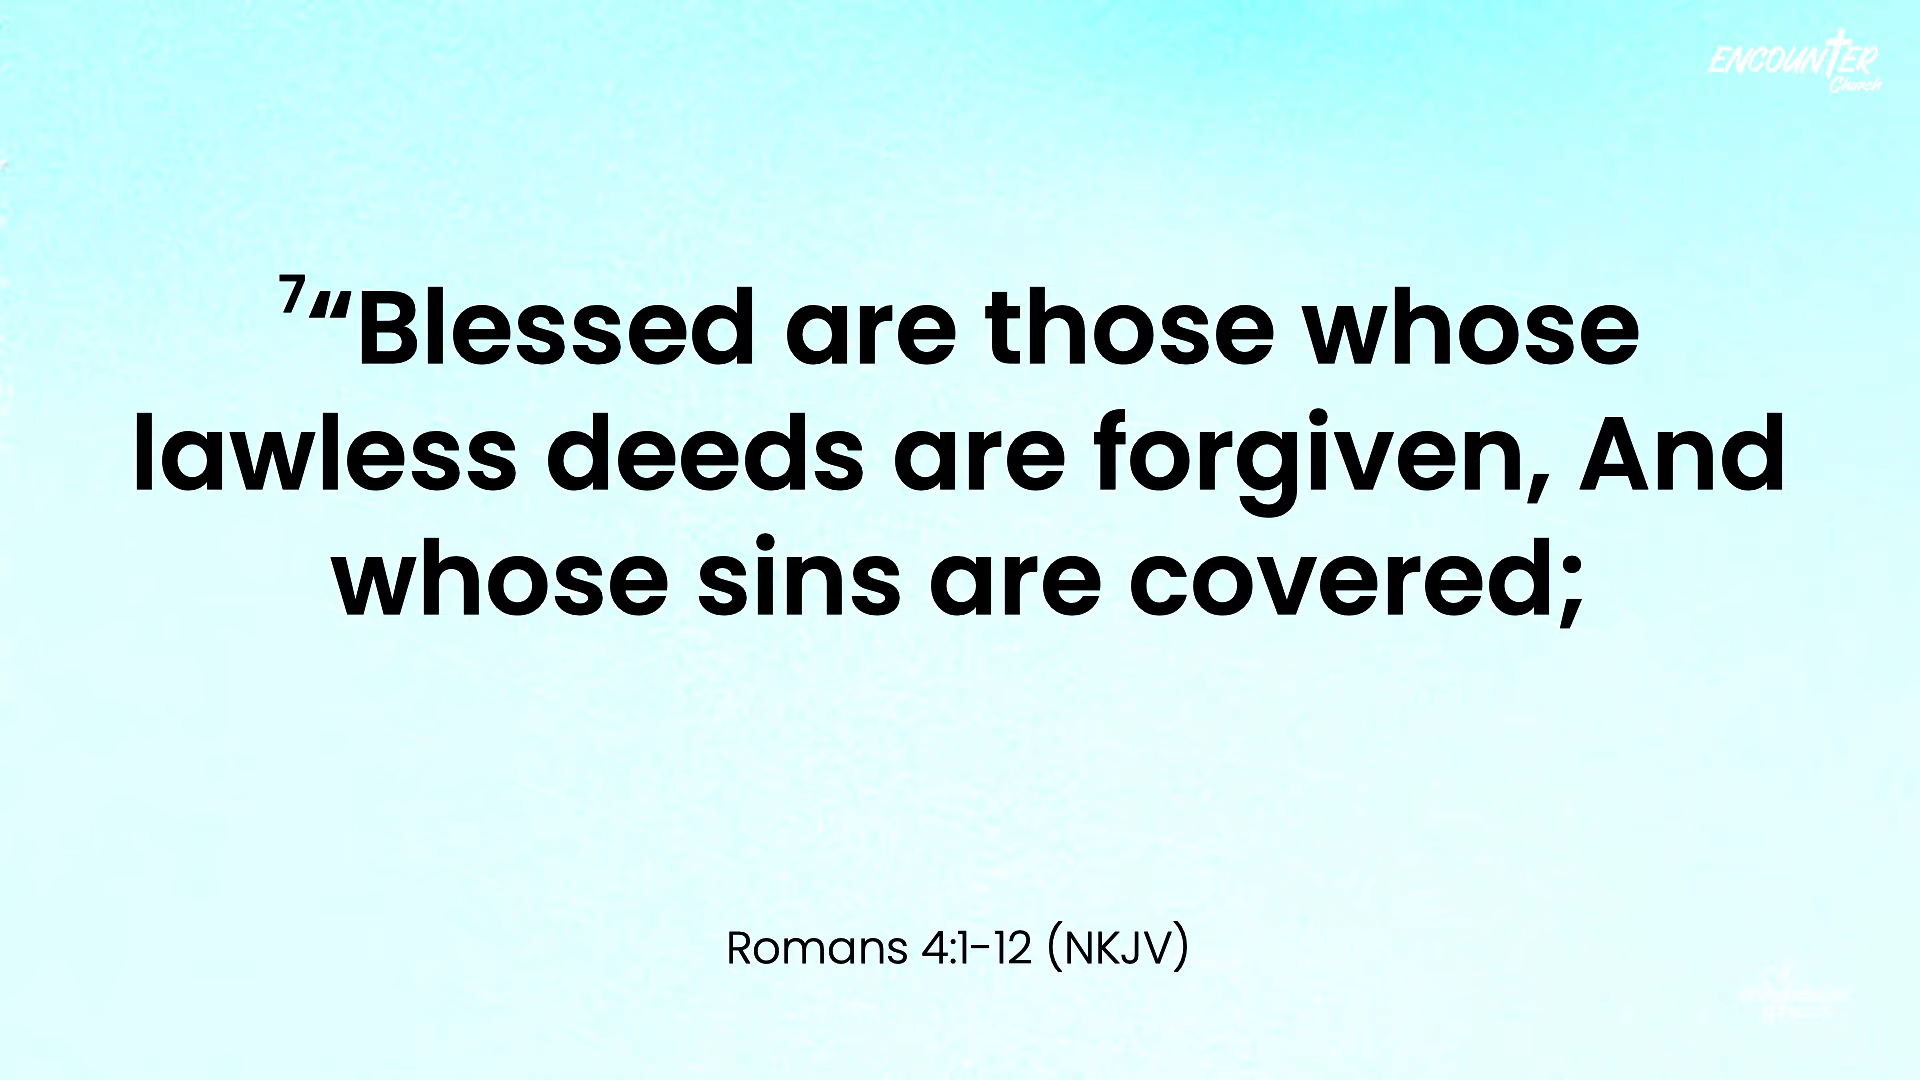 ENCOUNTER
Church
7“Blessed are those whose
lawless deeds are forgiven, And
whose sins are covered;
Romans 4:1-12 (NKJV)